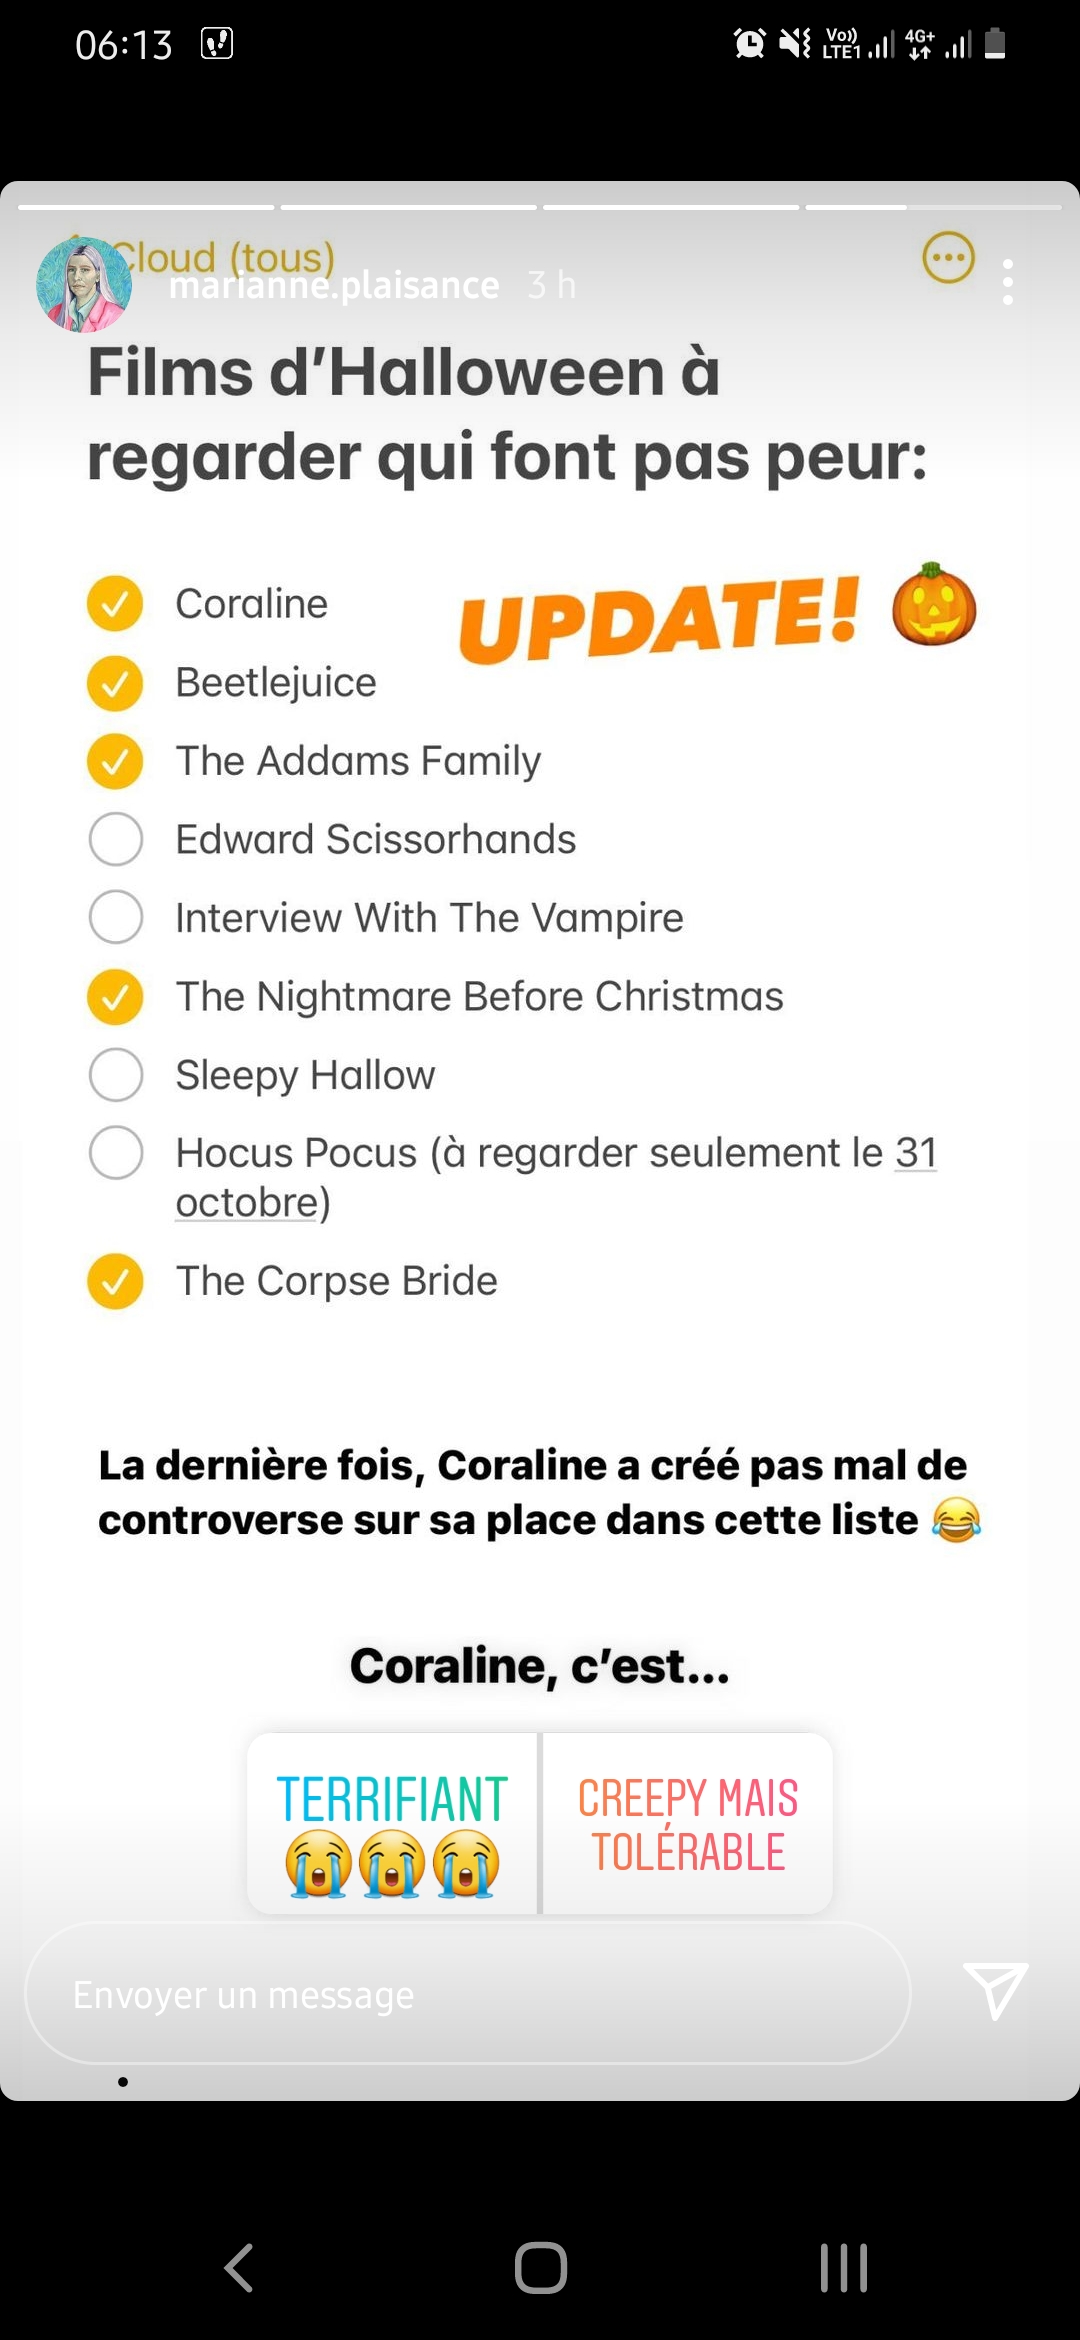 06:13
Vo)) LTE1 4G+
Cloud (tous)
marianne.plaisance 3 h
Films d'Halloween à
regarder qui font pas peur:
UPDATE!
Coraline
Beetlejuice
The Addams Family
Edward Scissorhands
Interview With The Vampire
The Nightmare Before Christmas
Sleepy Hallow
Hocus Pocus (à regarder seulement le 31
octobre)
The Corpse Bride
La dernière fois, Coraline a créé pas mal de
controverse sur sa place dans cette liste 😂
Coraline, c'est...
TERRIFIANT
😭😭😭
CREEPY MAIS
TOLÉRABLE
Envoyer un message